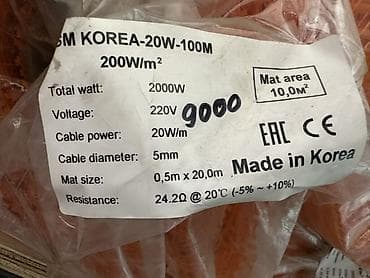 SM KOREA-20W-100M
200W/m²
Total watt: 2000W
Mat area
10,0м²
Voltage: 220V
9000
Cable power: 20W/m
EAC CE
Cable diameter: 5mm
Made in Korea
Mat size: 0,5m x 20,0m
Resistance: 24.2Ω @ 20℃ (-5% ~ +10%)